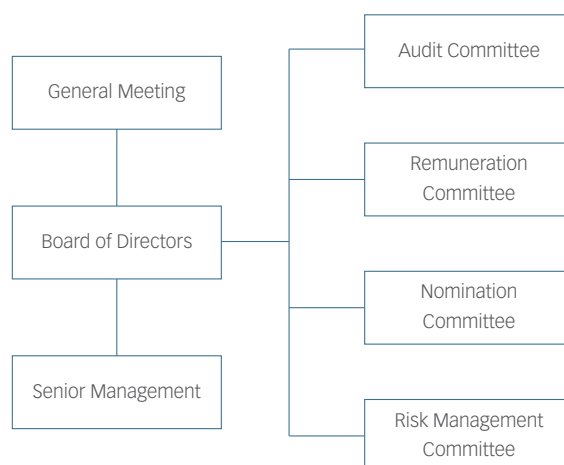 General Meeting
Board of Directors
Senior Management
Audit Committee
Remuneration
Committee
Nomination
Committee
Risk Management
Committee